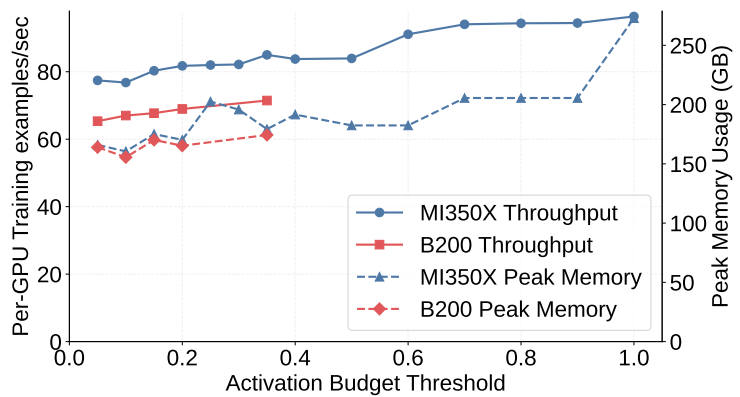 Per-GPU Training examples/sec
80
60
40
20
0
0.0
0.2
0.4
0.6
0.8
1.0
Activation Budget Threshold
250
200
150
100
50
0
Peak Memory Usage (GB)
MI350X Throughput
B200 Throughput
MI350X Peak Memory
B200 Peak Memory